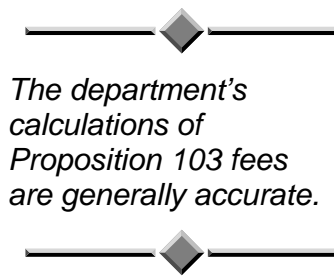 The department’s
calculations of
Proposition 103 fees
are generally accurate.